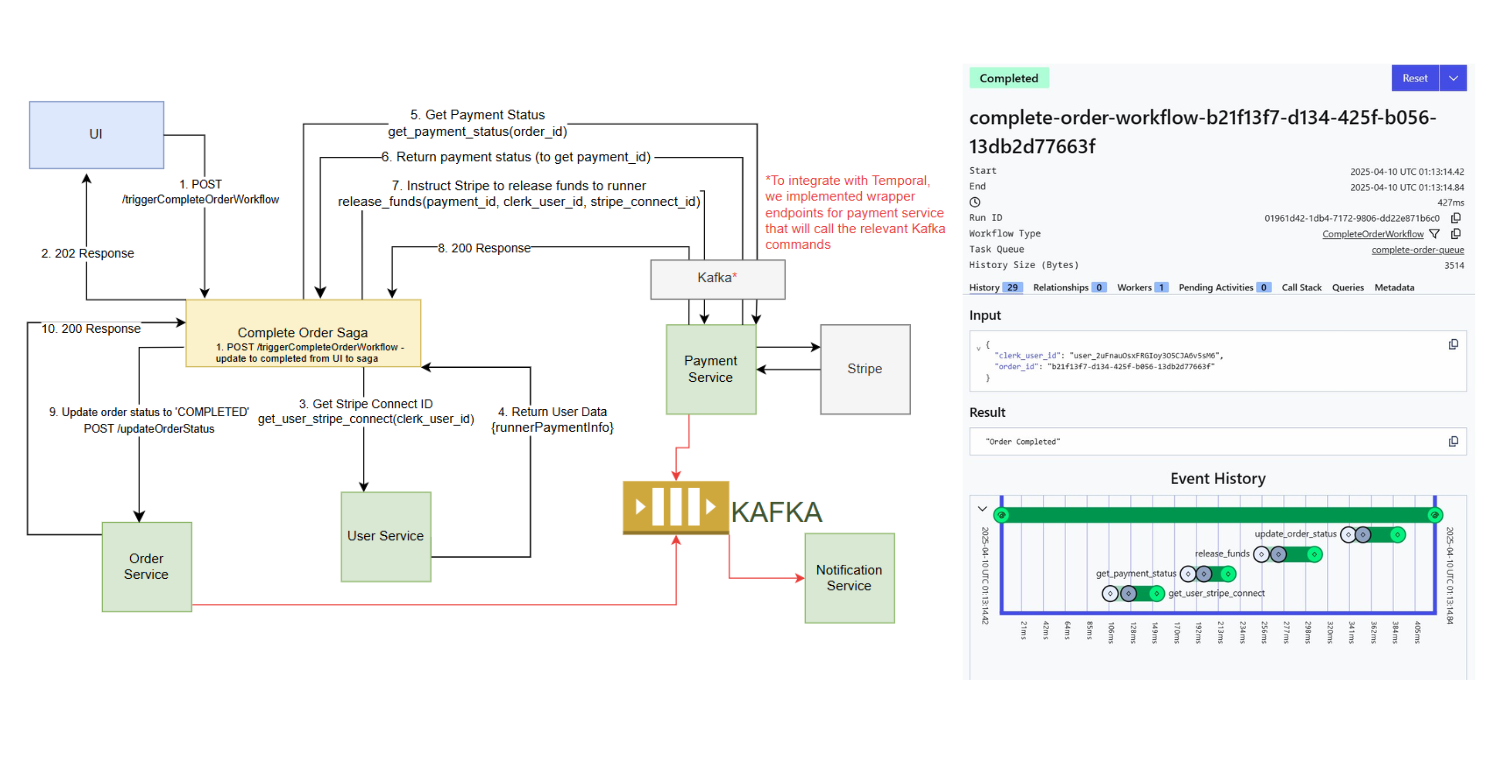 UI
1. POST
/triggerCompleteOrderWorkflow
2. 202 Response
5. Get Payment Status
get_payment_status(order_id)
6. Return payment status (to get payment_id)
7. Instruct Stripe to release funds to runner
release_funds(payment_id, clerk_user_id, stripe_connect_id)
8. 200 Response
*To integrate with Temporal,
we implemented wrapper
endpoints for payment service
that will call the relevant Kafka
commands
Kafka*
10. 200 Response
Complete Order Saga
1. POST /triggerCompleteOrderWorkflow -
update to completed from UI to saga
Payment
Service
Stripe
9. Update order status to 'COMPLETED'
POST /updateOrderStatus
3. Get Stripe Connect ID
get_user_stripe_connect(clerk_user_id)
4. Return User Data
{runnerPaymentInfo}
User Service
KAFKA
Order
Service
Notification
Service
Completed
Reset
complete-order-workflow-b21f13f7-d134-425f-b056-
13db2d77663f
Start 2025-04-10 UTC 01:13:14.42
End 2025-04-10 UTC 01:13:14.84
427ms
Run ID 01961d42-1db4-7172-9806-dd22e871b6c0
Workflow Type CompleteOrderWorkflow
Task Queue complete-order-queue
History Size (Bytes) 3514
History 29 Relationships 0 Workers 1 Pending Activities 0 Call Stack Queries Metadata
Input
{
"clerk_user_id": "user_2uFnauOsxFRGIoy3O5CJA6v5sM6",
"order_id": "b21f13f7-d134-425f-b056-13db2d77663f"
}
Result
"Order Completed"
Event History
2025-04-10 UTC 01:13:14.42
update_order_status
release_funds
get_payment_status
get_user_stripe_connect
2025-04-10 UTC 01:13:14.84
21ms 42ms 64ms 85ms 106ms 128ms 149ms 170ms 192ms 213ms 234ms 256ms 277ms 298ms 320ms 341ms 362ms 384ms 405ms